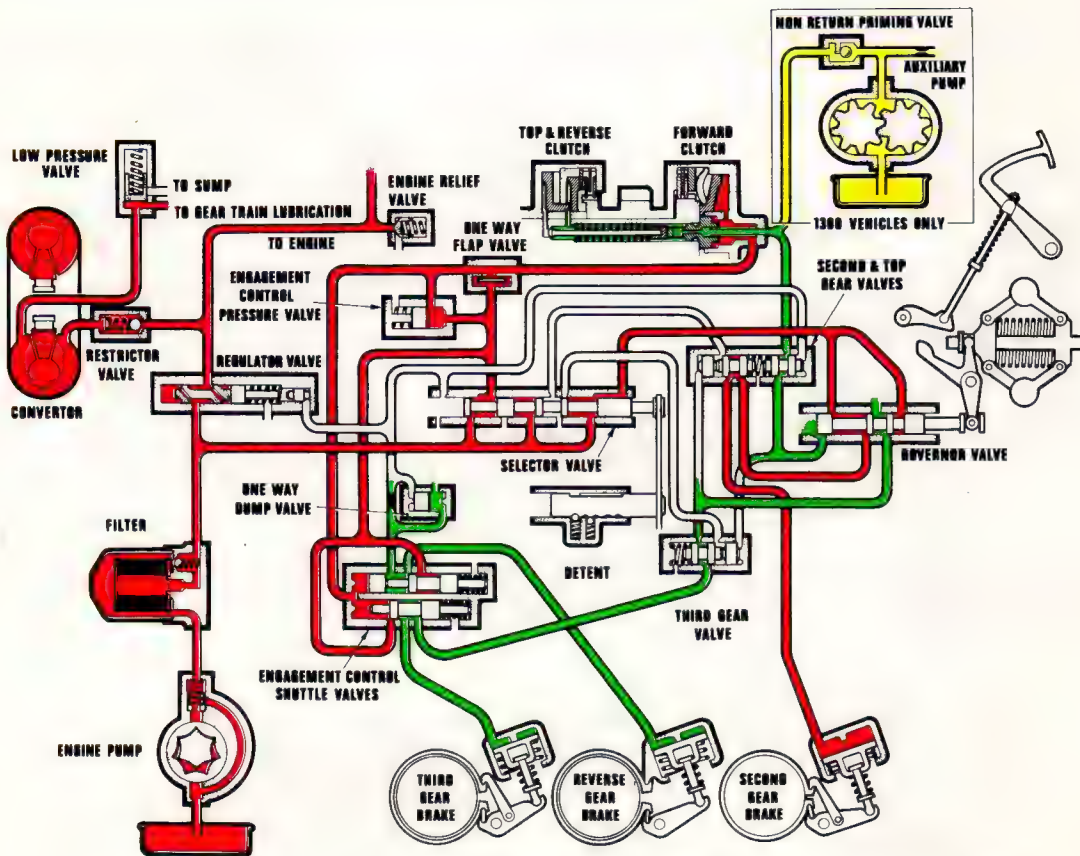 NON RETURN PRIMING VALVE
AUXILIARY
PUMP
1300 VEHICLES ONLY
TOP & REVERSE
CLUTCH
FORWARD
CLUTCH
LOW PRESSURE
VALVE
TO SUMP
TO GEAR TRAIN LUBRICATION
ENGINE RELIEF
VALVE
TO ENGINE
ONE WAY
FLAP VALVE
ENGAGEMENT
CONTROL
PRESSURE VALVE
SECOND & TOP
GEAR VALVES
RESTRICTOR
VALVE
REGULATOR VALVE
CONVERTOR
SELECTOR VALVE
GOVERNOR VALVE
ONE WAY
DUMP VALVE
FILTER
DETENT
THIRD GEAR
VALVE
ENGAGEMENT CONTROL
SHUTTLE VALVES
ENGINE PUMP
THIRD
GEAR
BRAKE
REVERSE
GEAR
BRAKE
SECOND
GEAR
BRAKE